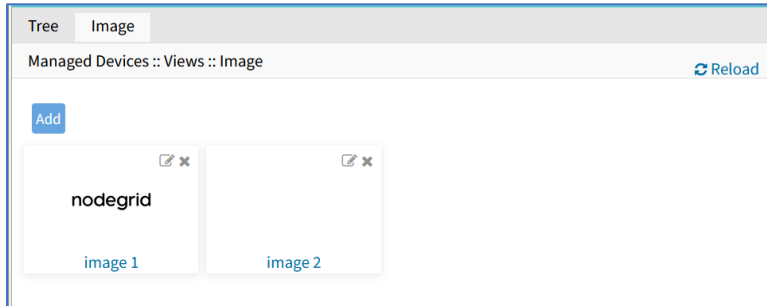 Tree Image
Managed Devices :: Views :: Image
Reload
Add
nodegrid
image 1 image 2